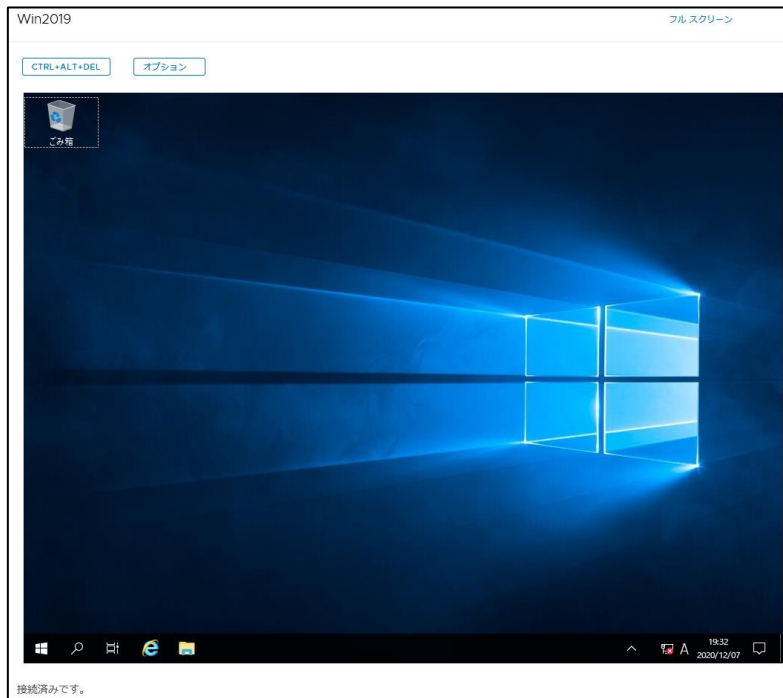 Win2019
フル スクリーン
CTRL+ALT+DEL
オプション
ごみ箱
A
19:32
2020/12/07
接続済みです。